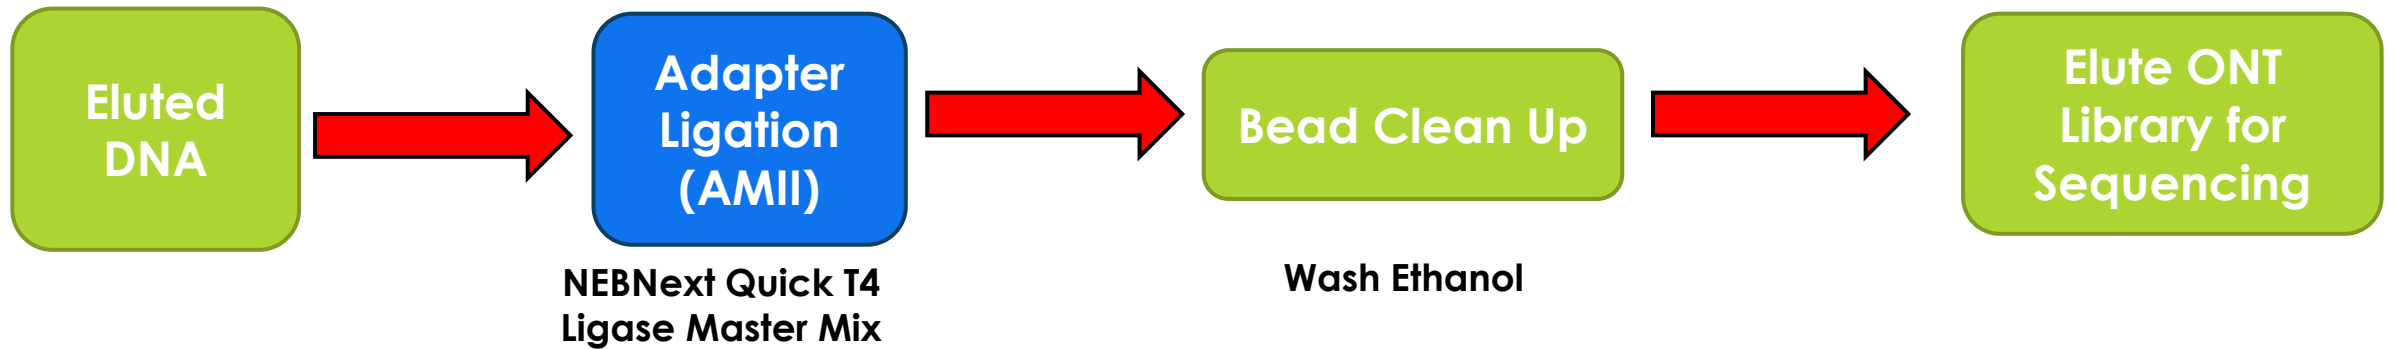 Eluted
DNA
Adapter
Ligation
(AMII)
NEBNext Quick T4
Ligase Master Mix
Bead Clean Up
Wash Ethanol
Elute ONT
Library for
Sequencing